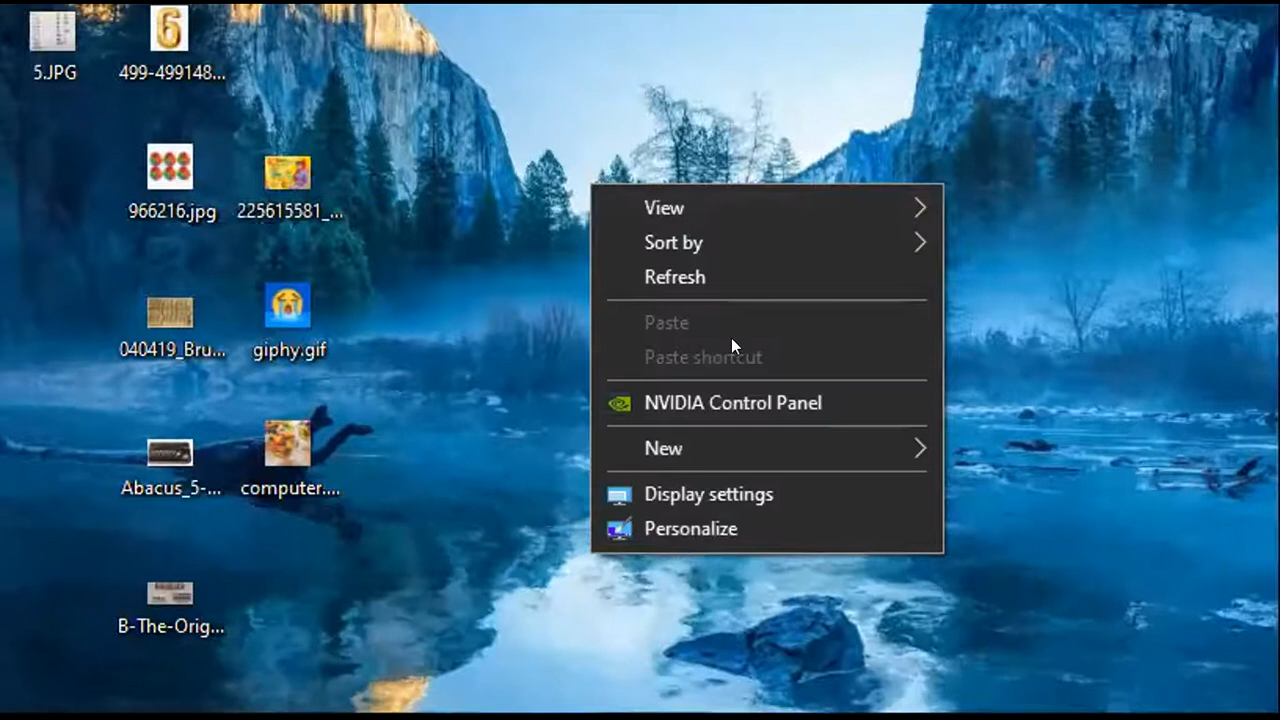 5.JPG
499-499148...
966216.jpg
225615581_...
040419_Bru...
giphy.gif
Abacus_5-...
computer....
B-The-Orig...
View
Sort by
Refresh
Paste
Paste shortcut
NVIDIA Control Panel
New
Display settings
Personalize